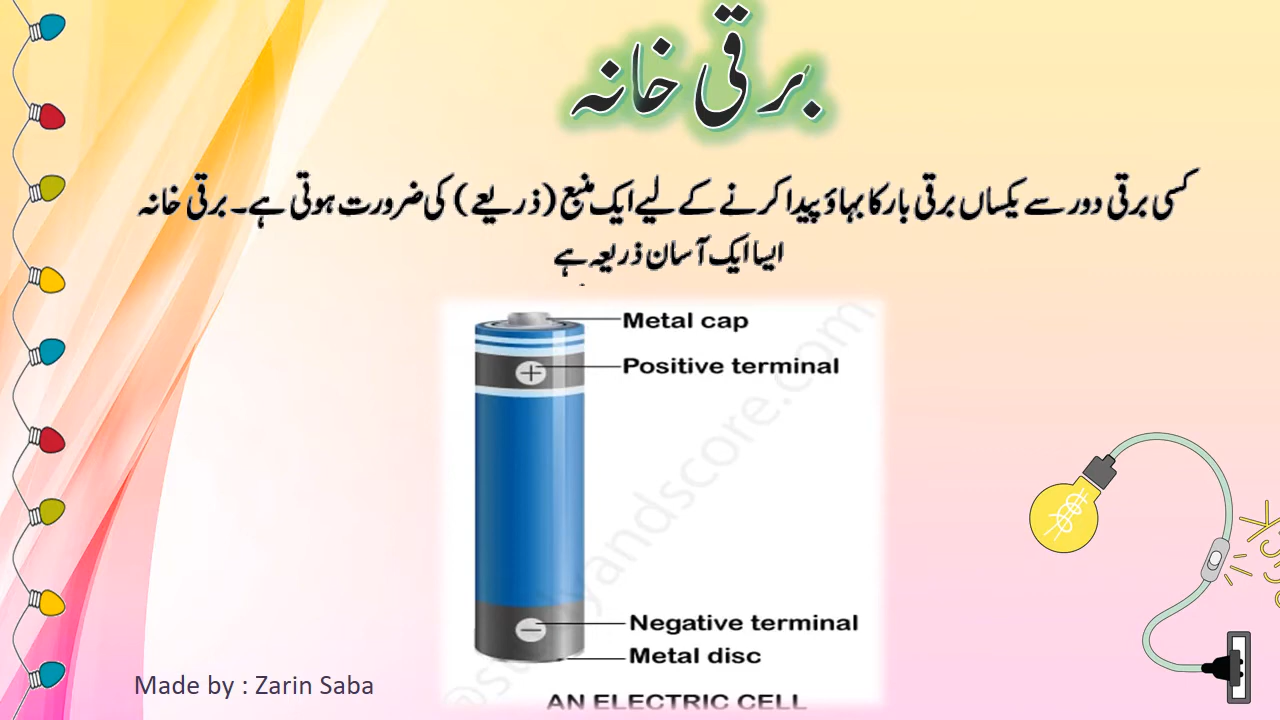 برقی خانہ
کسی برقی دور سے یکساں برقی بار کا بہاؤ پیدا کرنے کے لیے ایک منبع (ذریعے) کی ضرورت ہوتی ہے۔ برقی خانہ
ایسا ایک آسان ذریعہ ہے
Metal cap
Positive terminal
Negative terminal
Metal disc
AN ELECTRIC CELL
Made by : Zarin Saba